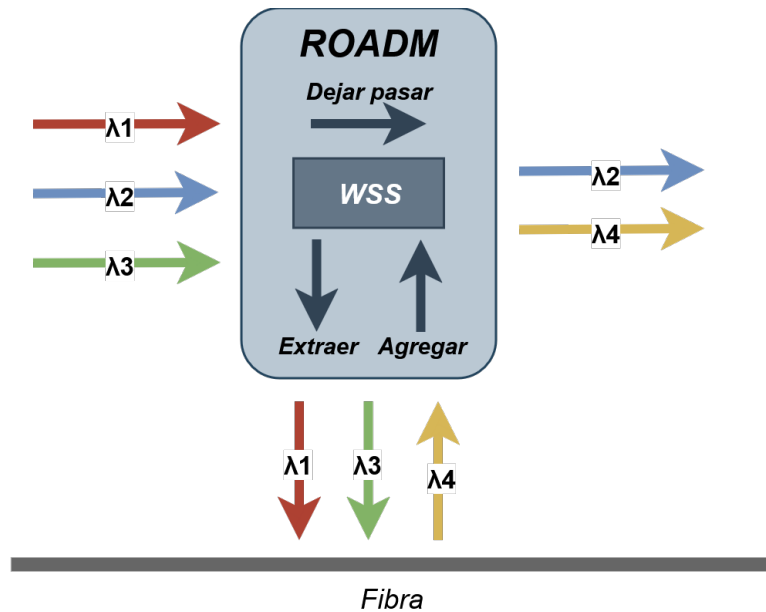 ROADM
Dejar pasar
λ1
λ2
λ3
WSS
λ2
λ4
Extraer
Agregar
λ1
λ3
λ4
Fibra